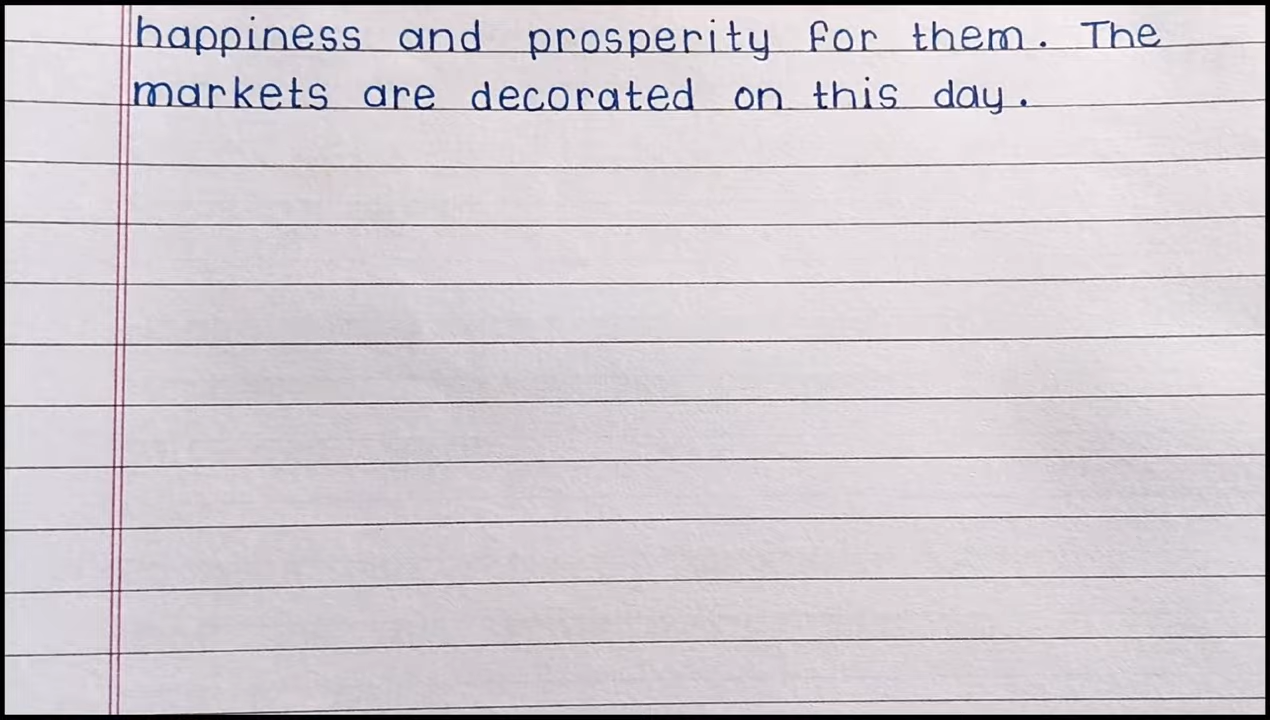 happiness and prosperity for them. The
markets are decorated on this day.